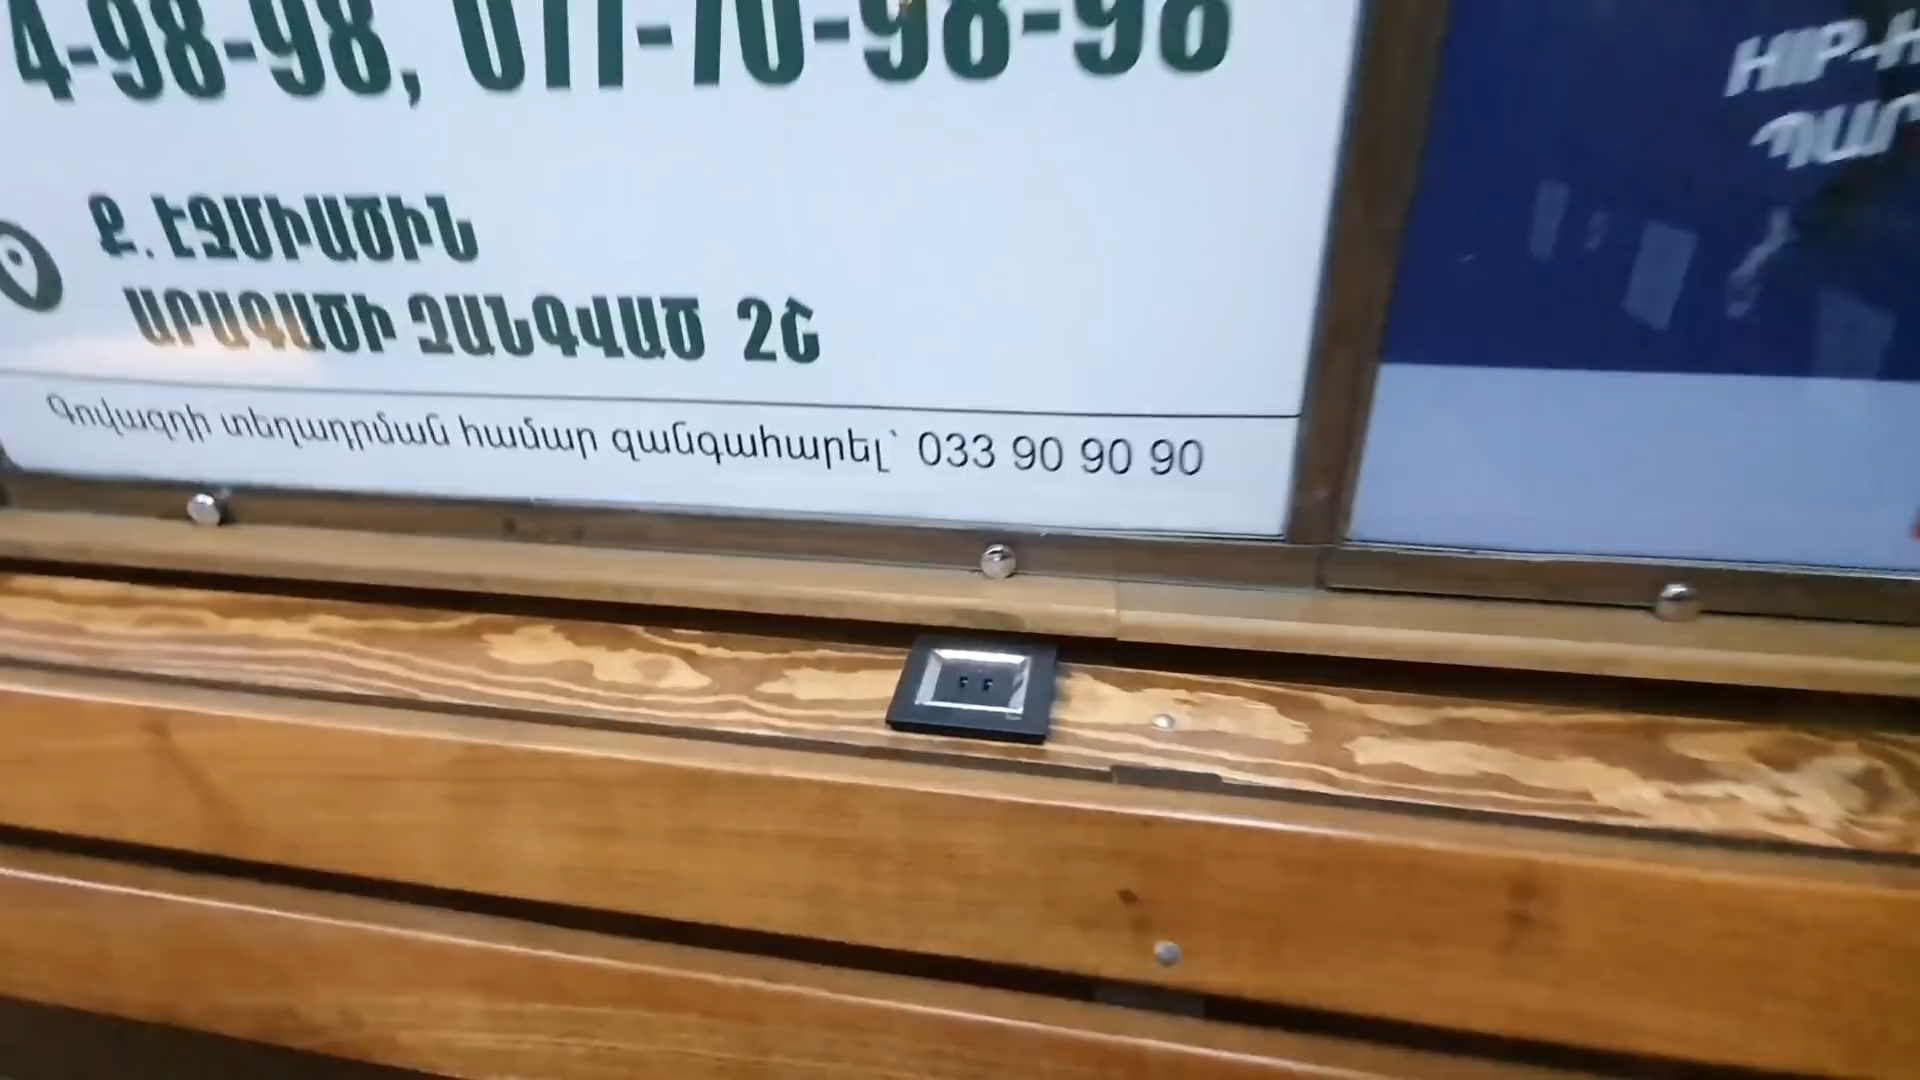 4-98-98, 077-70-98-98
Ք. ԷՋՄԻԱԾԻՆ
ԱՐԱԳԱԾԻ ԶԱՆԳՎԱԾ 2Շ
Գովազդի տեղադրման համար զանգահարել՝ 033 90 90 90